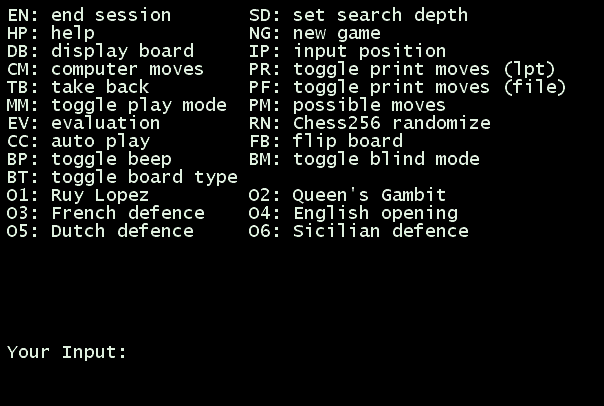 EN: end session SD: set search depth
HP: help NG: new game
DB: display board IP: input position
CM: computer moves PR: toggle print moves (lpt)
TB: take back PF: toggle print moves (file)
MM: toggle play mode PM: possible moves
EV: evaluation RN: Chess256 randomize
CC: auto play FB: flip board
BP: toggle beep BM: toggle blind mode
BT: toggle board type
O1: Ruy Lopez O2: Queen's Gambit
O3: French defence O4: English opening
O5: Dutch defence O6: Sicilian defence
Your Input: